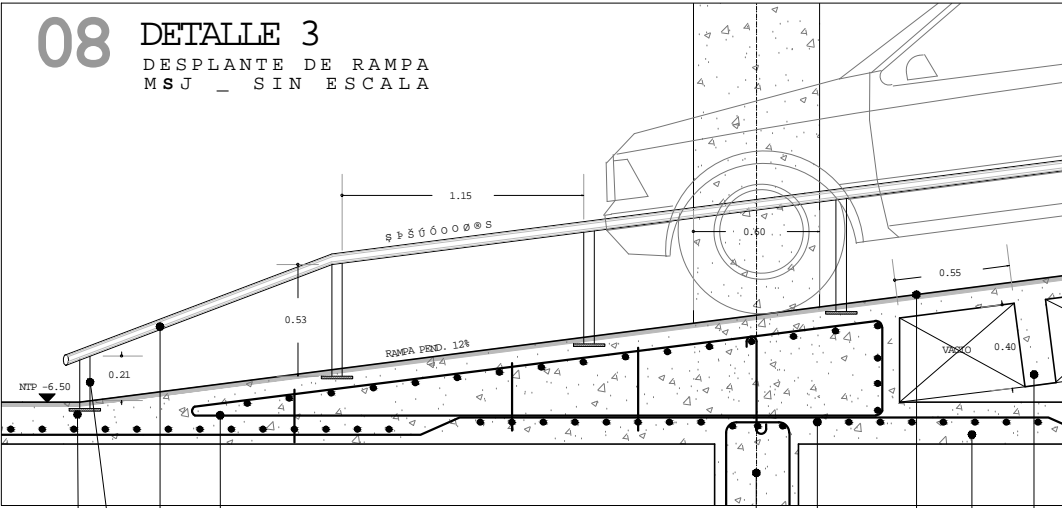 08
DETALLE 3
DESPLANTE DE RAMPA
MSJ _ SIN ESCALA
1.15
0.60
0.55
0.53
RAMPA PEND. 12%
VACIO
0.40
0.21
NTP -6.50